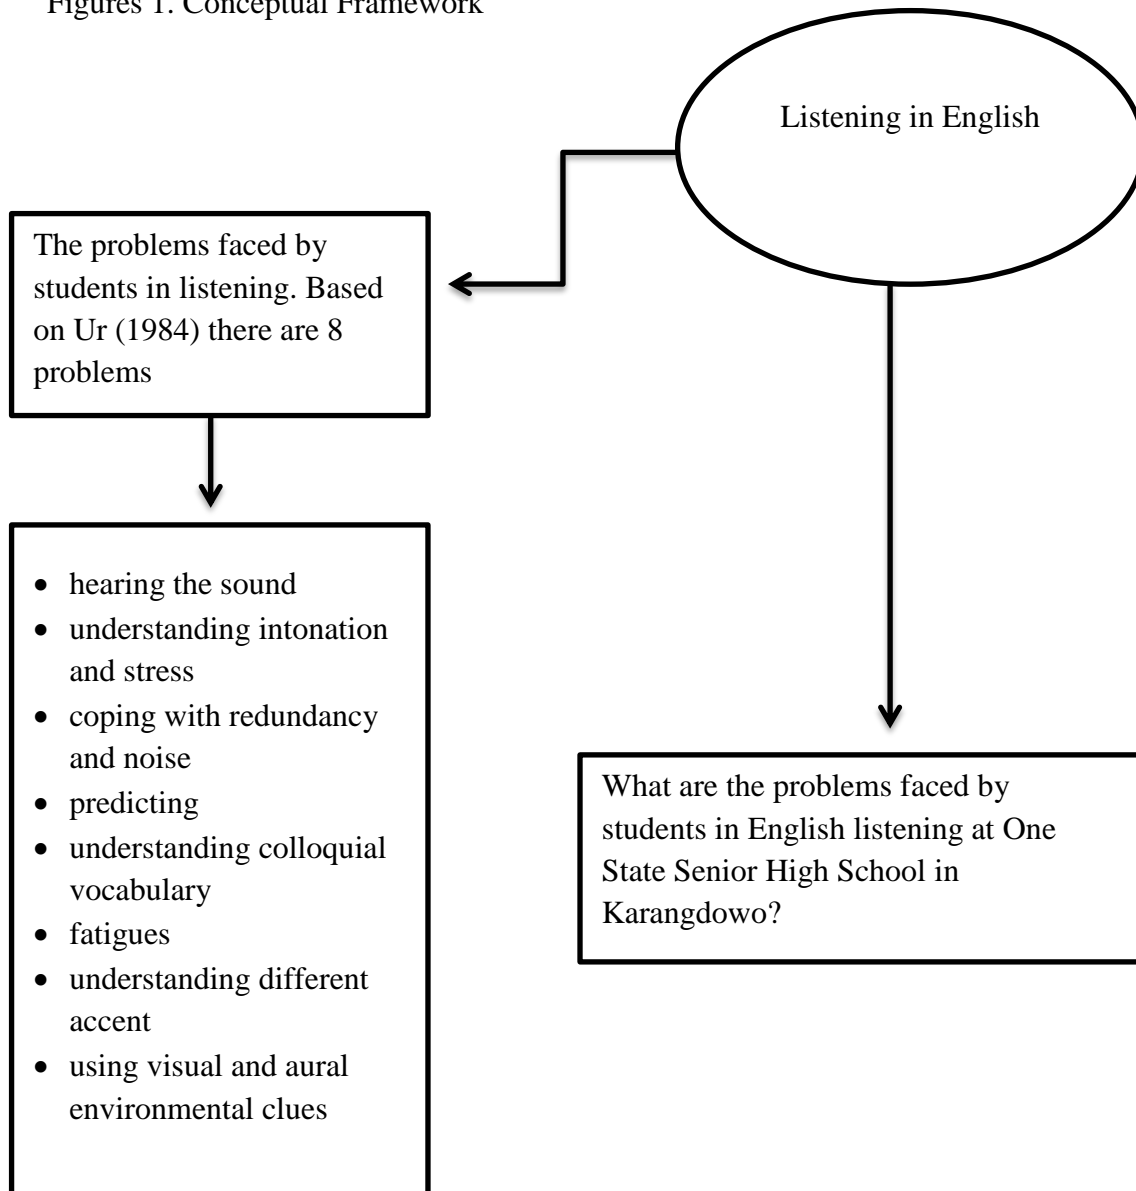 Figures 1. Conceptual Framework
Listening in English
The problems faced by
students in listening. Based
on Ur (1984) there are 8
problems
• hearing the sound
• understanding intonation
and stress
• coping with redundancy
and noise
• predicting
• understanding colloquial
vocabulary
• fatigues
• understanding different
accent
• using visual and aural
environmental clues
What are the problems faced by
students in English listening at One
State Senior High School in
Karangdowo?